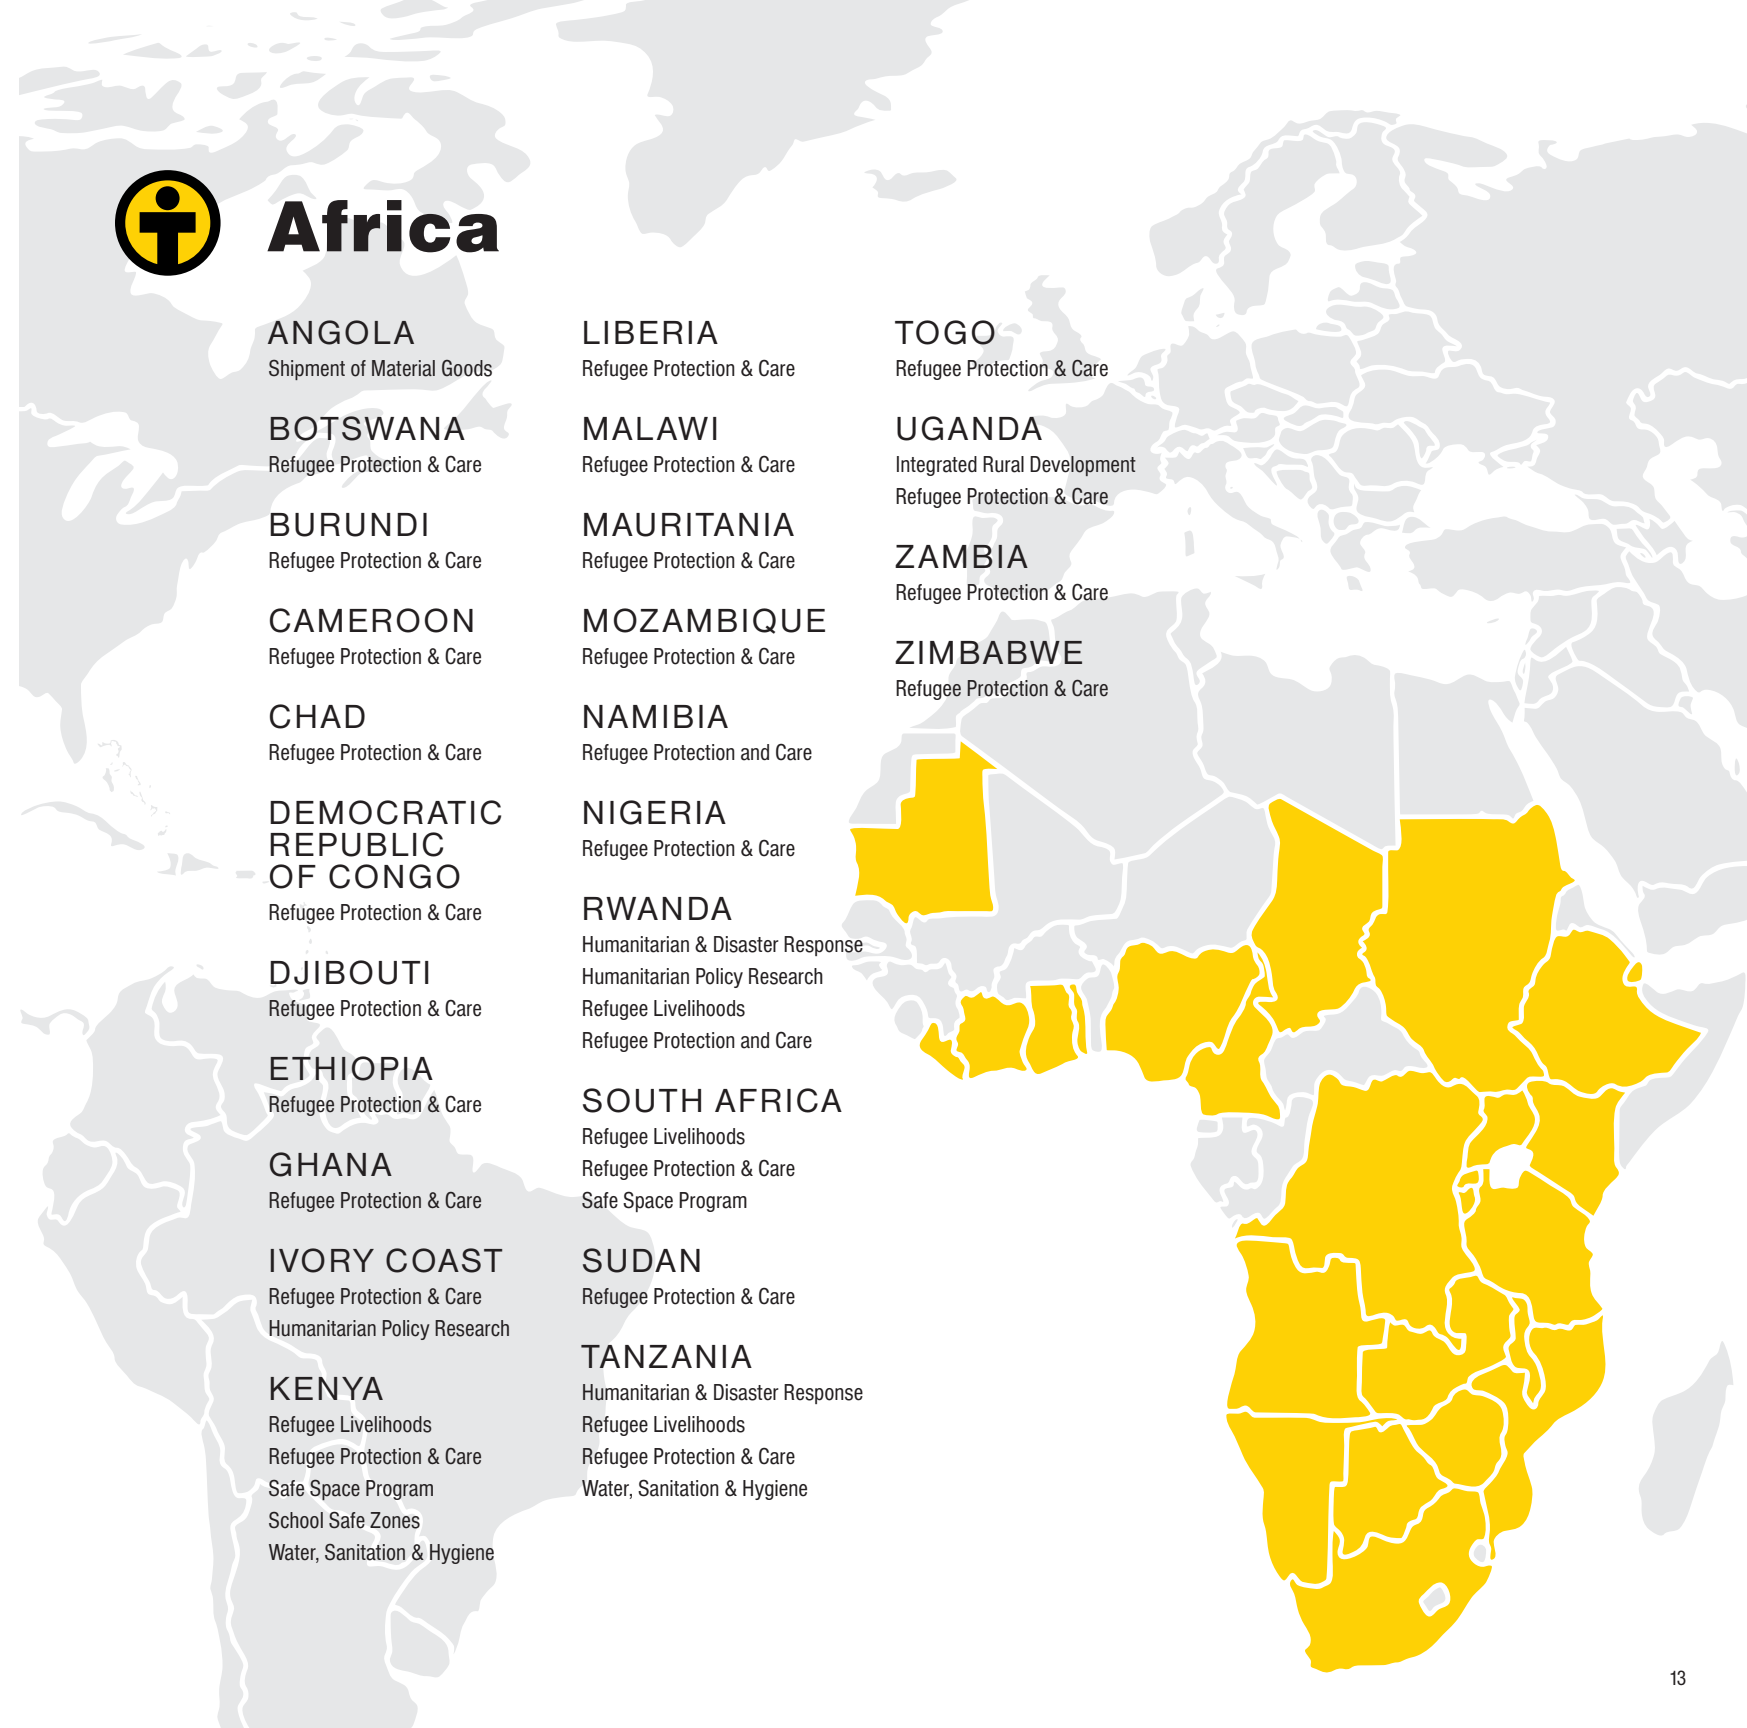 Africa
ANGOLA
Shipment of Material Goods
BOTSWANA
Refugee Protection & Care
BURUNDI
Refugee Protection & Care
CAMEROON
Refugee Protection & Care
CHAD
Refugee Protection & Care
DEMOCRATIC
REPUBLIC
OF CONGO
Refugee Protection & Care
DJIBOUTI
Refugee Protection & Care
ETHIOPIA
Refugee Protection & Care
GHANA
Refugee Protection & Care
IVORY COAST
Refugee Protection & Care
Humanitarian Policy Research
KENYA
Refugee Livelihoods
Refugee Protection & Care
Safe Space Program
School Safe Zones
Water, Sanitation & Hygiene
LIBERIA
Refugee Protection & Care
MALAWI
Refugee Protection & Care
MAURITANIA
Refugee Protection & Care
MOZAMBIQUE
Refugee Protection & Care
NAMIBIA
Refugee Protection and Care
NIGERIA
Refugee Protection & Care
RWANDA
Humanitarian & Disaster Response
Humanitarian Policy Research
Refugee Livelihoods
Refugee Protection and Care
SOUTH AFRICA
Refugee Livelihoods
Refugee Protection & Care
Safe Space Program
SUDAN
Refugee Protection & Care
TANZANIA
Humanitarian & Disaster Response
Refugee Livelihoods
Refugee Protection & Care
Water, Sanitation & Hygiene
TOGO
Refugee Protection & Care
UGANDA
Integrated Rural Development
Refugee Protection & Care
ZAMBIA
Refugee Protection & Care
ZIMBABWE
Refugee Protection & Care
13